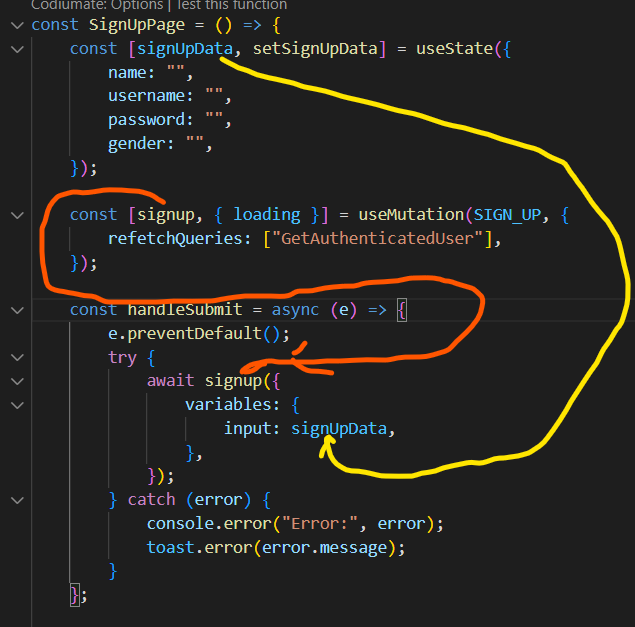 Codiumate: Options | Test this function
const SignUpPage = () => {
const [signUpData, setSignUpData] = useState({
name: "",
username: "",
password: "",
gender: "",
});
const [signup, { loading }] = useMutation(SIGN_UP, {
refetchQueries: ["GetAuthenticatedUser"],
});
const handleSubmit = async (e) => {
e.preventDefault();
try {
await signup({
variables: {
input: signUpData,
},
});
} catch (error) {
console.error("Error:", error);
toast.error(error.message);
}
};